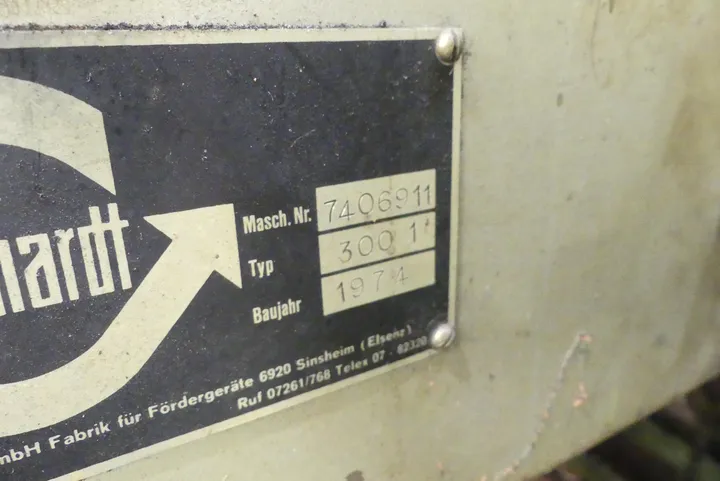 hardt
Masch. Nr. 7406911
Typ 300 1
Baujahr 1974
mbH Fabrik für Fördergeräte 6920 Sinsheim (Elsenz)
Ruf 07261/768 Telex 07 - 82320